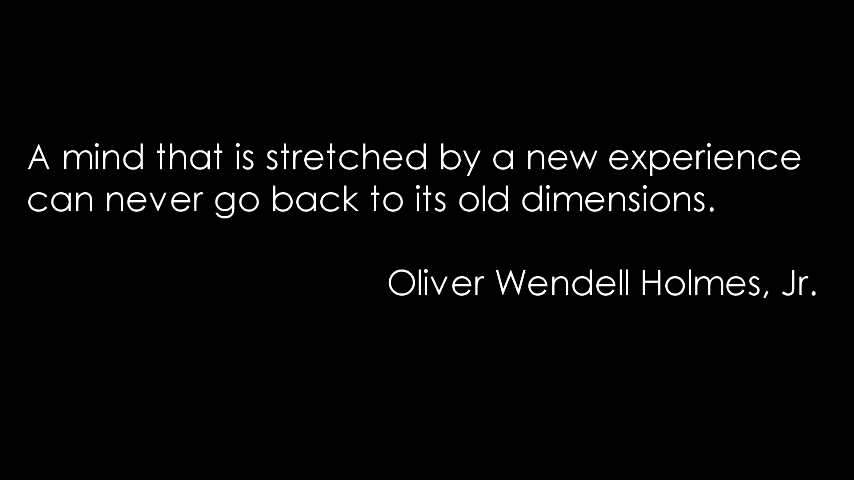 A mind that is stretched by a new experience
can never go back to its old dimensions.
Oliver Wendell Holmes, Jr.